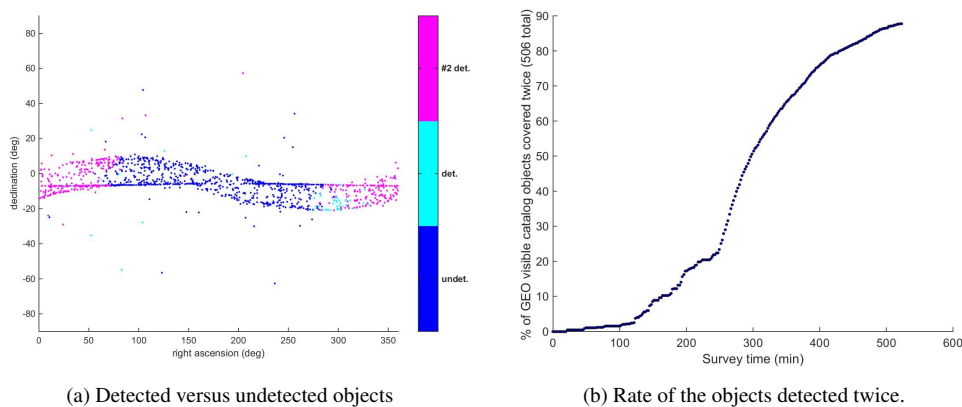 80
60
40
20
0
-20
-40
-60
-80
declination (deg)
0 50 100 150 200 250 300 350
right ascension (deg)
#2 det.
det.
undet.
(a) Detected versus undetected objects
90
80
70
60
50
40
30
20
10
0
% of GEO visible catalog objects covered twice (506 total)
0 100 200 300 400 500 600
Survey time (min)
(b) Rate of the objects detected twice.